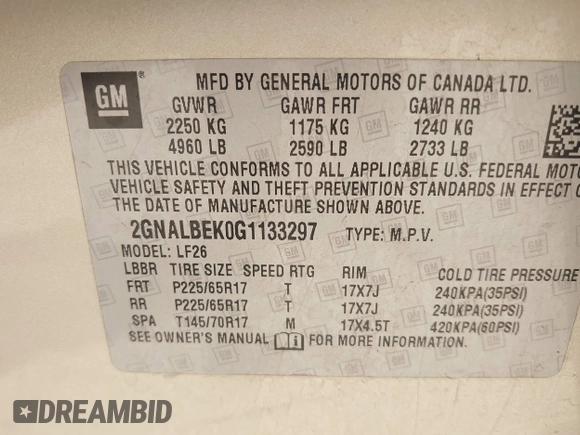 GM
MFD BY GENERAL MOTORS OF CANADA LTD.
GVWR GAWR FRT GAWR RR
2250 KG 1175 KG 1240 KG
4960 LB 2590 LB 2733 LB
THIS VEHICLE CONFORMS TO ALL APPLICABLE U.S. FEDERAL MOTO
VEHICLE SAFETY AND THEFT PREVENTION STANDARDS IN EFFECT O
THE DATE OF MANUFACTURE SHOWN ABOVE.
2GNALBEK0G1133297 TYPE: M.P.V.
MODEL: LF26
LBBR TIRE SIZE SPEED RTG RIM COLD TIRE PRESSURE
FRT P225/65R17 T 17X7J 240KPA(35PSI)
RR P225/65R17 T 17X7J 240KPA(35PSI)
SPA T145/70R17 M 17X4.5T 420KPA(60PSI)
SEE OWNER'S MANUAL FOR MORE INFORMATION.
DREAMBID